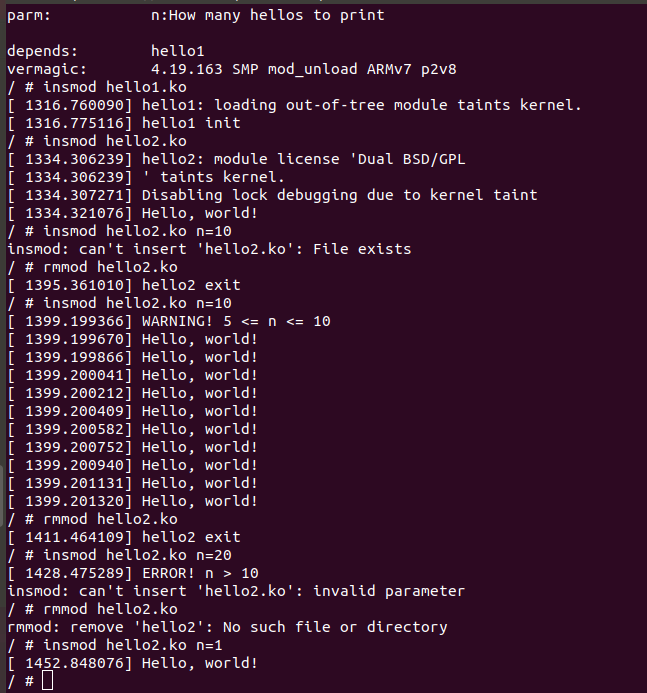 parm:           n:How many hellos to print

depends:        hello1
vermagic:       4.19.163 SMP mod_unload ARMv7 p2v8
/ # insmod hello1.ko
[ 1316.760090] hello1: loading out-of-tree module taints kernel.
[ 1316.775116] hello1 init
/ # insmod hello2.ko
[ 1334.306239] hello2: module license 'Dual BSD/GPL
[ 1334.306239] ' taints kernel.
[ 1334.307271] Disabling lock debugging due to kernel taint
[ 1334.321076] Hello, world!
/ # insmod hello2.ko n=10
insmod: can't insert 'hello2.ko': File exists
/ # rmmod hello2.ko
[ 1395.361010] hello2 exit
/ # insmod hello2.ko n=10
[ 1399.199366] WARNING! 5 <= n <= 10
[ 1399.199670] Hello, world!
[ 1399.199866] Hello, world!
[ 1399.200041] Hello, world!
[ 1399.200212] Hello, world!
[ 1399.200409] Hello, world!
[ 1399.200582] Hello, world!
[ 1399.200752] Hello, world!
[ 1399.200940] Hello, world!
[ 1399.201131] Hello, world!
[ 1399.201320] Hello, world!
/ # rmmod hello2.ko
[ 1411.464109] hello2 exit
/ # insmod hello2.ko n=20
[ 1428.475289] ERROR! n > 10
insmod: can't insert 'hello2.ko': invalid parameter
/ # rmmod hello2.ko
rmmod: remove 'hello2': No such file or directory
/ # insmod hello2.ko n=1
[ 1452.848076] Hello, world!
/ #